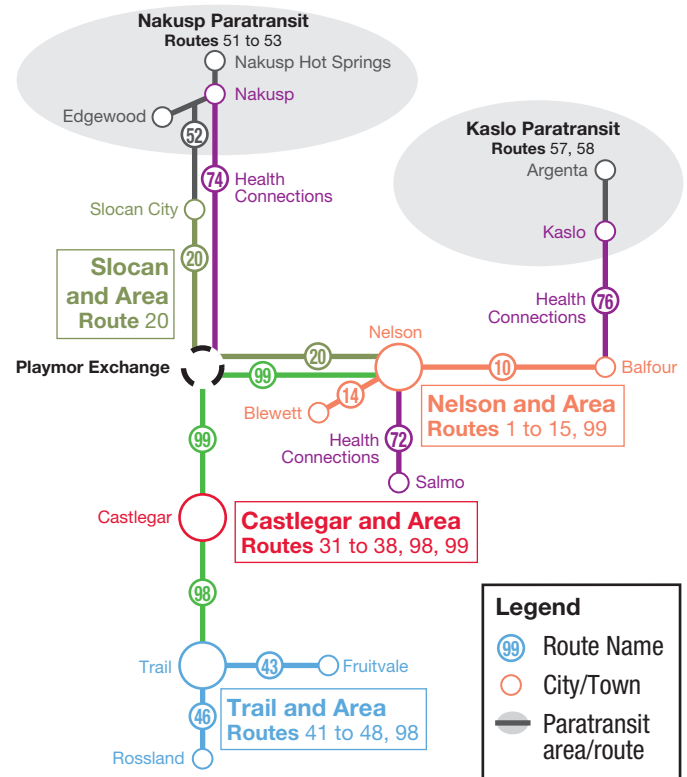 Nakusp Paratransit
Routes 51 to 53
Nakusp Hot Springs
Nakusp
Edgewood
52
74
Health
Connections
Slocan City
Kaslo Paratransit
Routes 57, 58
Argenta
Kaslo
Health
Connections
76
20
Slocan
and Area
Route 20
Playmor Exchange
20
99
Nelson
10
Balfour
14
Blewett
Nelson and Area
Routes 1 to 15, 99
Health
Connections
72
Salmo
99
Castlegar
Castlegar and Area
Routes 31 to 38, 98, 99
98
Trail
43
Fruitvale
46
Rossland
Trail and Area
Routes 41 to 48, 98
Legend
99 Route Name
City/Town
Paratransit
area/route